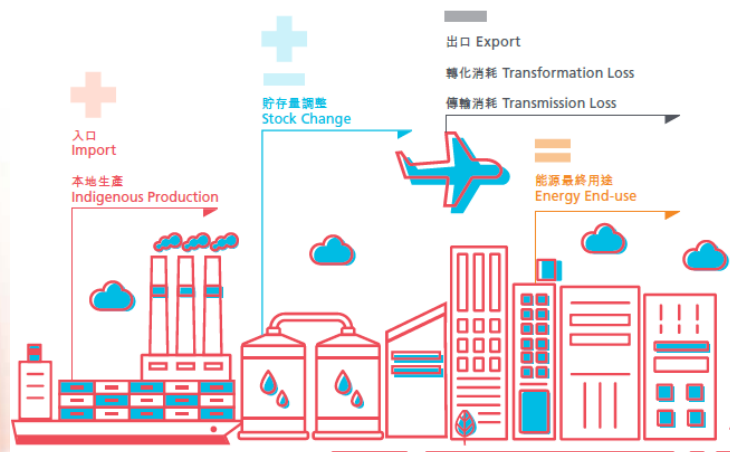 入口
Import
本地生產
Indigenous Production
貯存量調整
Stock Change
出口 Export
轉化消耗 Transformation Loss
傳輸消耗 Transmission Loss
能源最終用途
Energy End-use